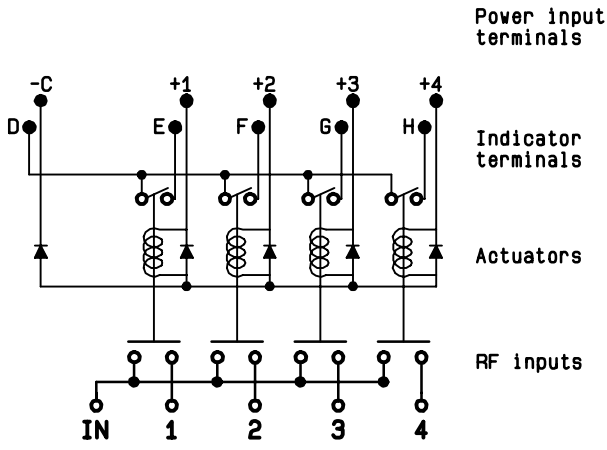 Power input
terminals
-C +1 +2 +3 +4
D E F G H
Indicator
terminals
Actuators
RF inputs
IN 1 2 3 4